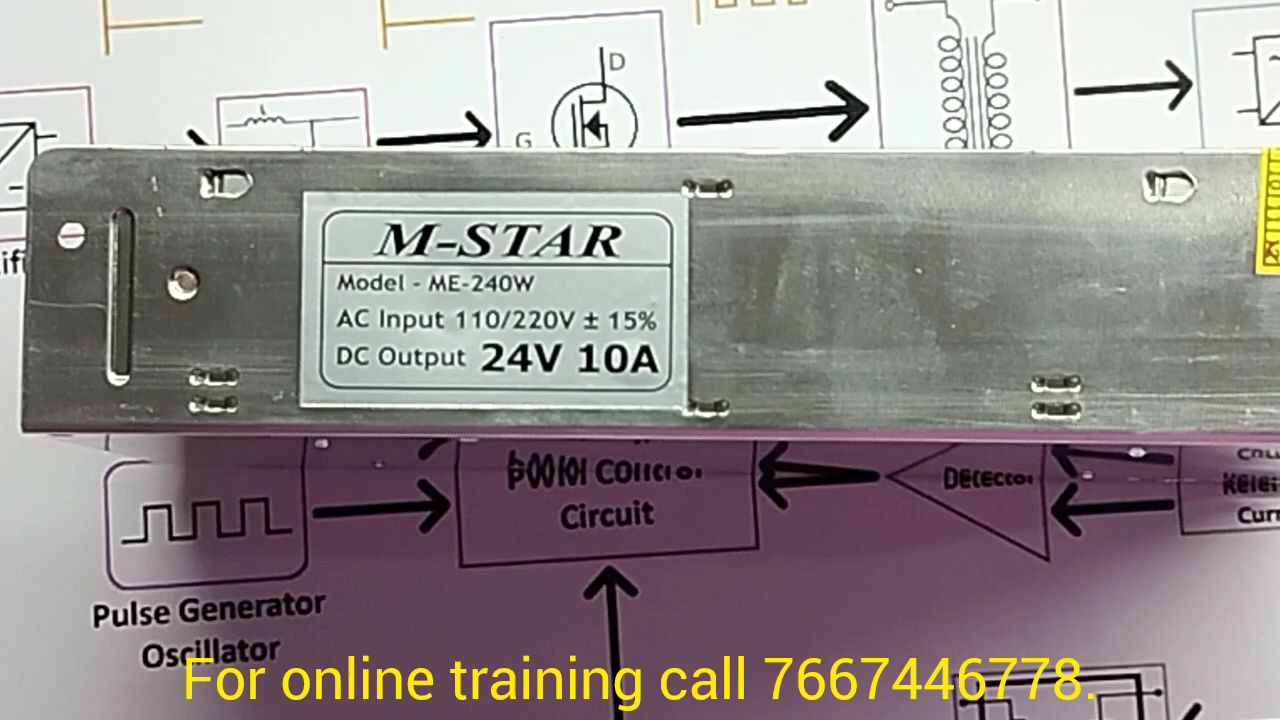 D
G
M-STAR
Model - ME-240W
AC Input 110/220V ± 15%
DC Output 24V 10A
Circuit
Detector
Pulse Generator
Oscillator
For online training call 7667446778.